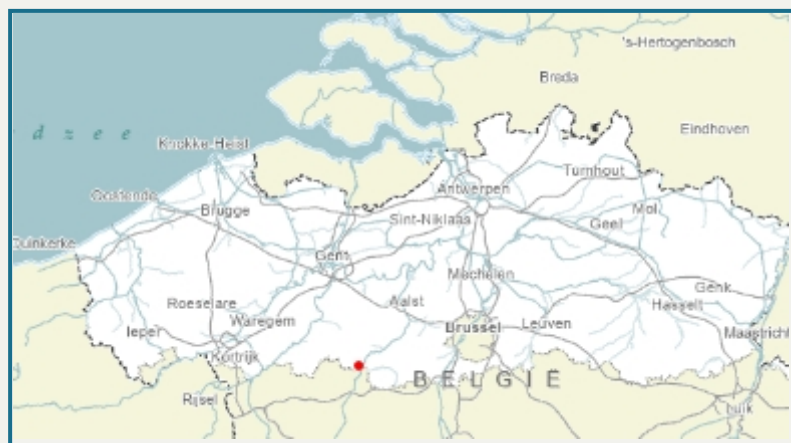 's-Hertogenbosch
Breda
Eindhoven
d z e e
Knokke-Heist
Turnhout
Antwerpen
Oostende
Mol
Brugge
Sint-Niklaas
Geel
Duinkerke
Gent
Mechelen
Genk
Roeselare
Aalst
Hasselt
Waregem
Brussel
Leuven
Ieper
Maastricht
Kortrijk
BELGIË
Rijsel
Luik